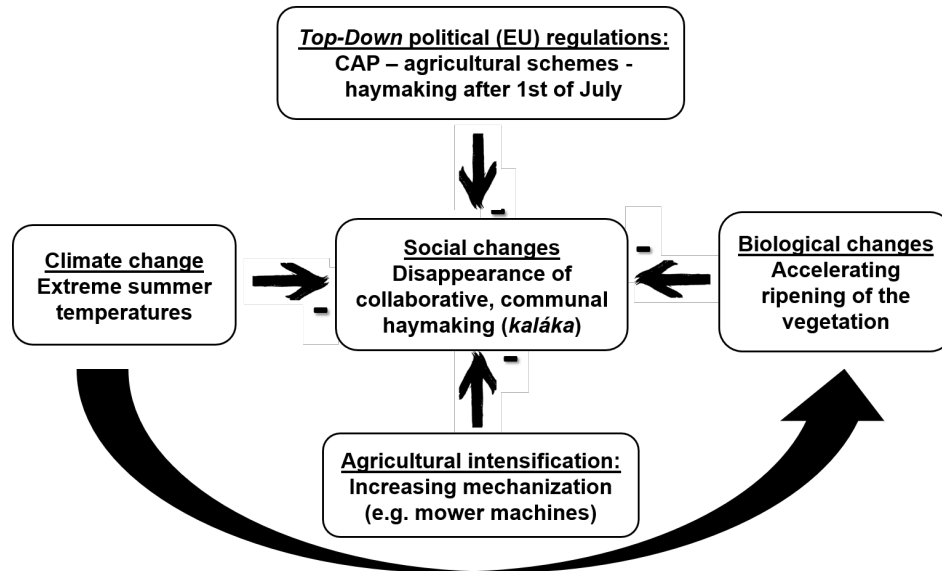 Top-Down political (EU) regulations:
CAP – agricultural schemes -
haymaking after 1st of July
-
Climate change
Extreme summer
temperatures
-
Social changes
Disappearance of
collaborative, communal
haymaking (kaláka)
-
Biological changes
Accelerating
ripening of the
vegetation
-
Agricultural intensification:
Increasing mechanization
(e.g. mower machines)